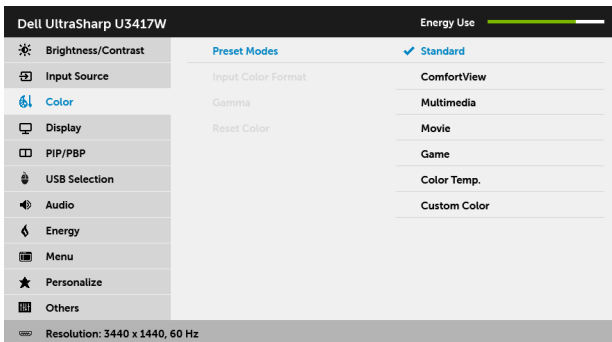 Dell UltraSharp U3417W
Energy Use
Brightness/Contrast
Input Source
Color
Display
PIP/PBP
USB Selection
Audio
Energy
Menu
Personalize
Others
Preset Modes
Input Color Format
Gamma
Reset Color
Standard
ComfortView
Multimedia
Movie
Game
Color Temp.
Custom Color
Resolution: 3440 x 1440, 60 Hz